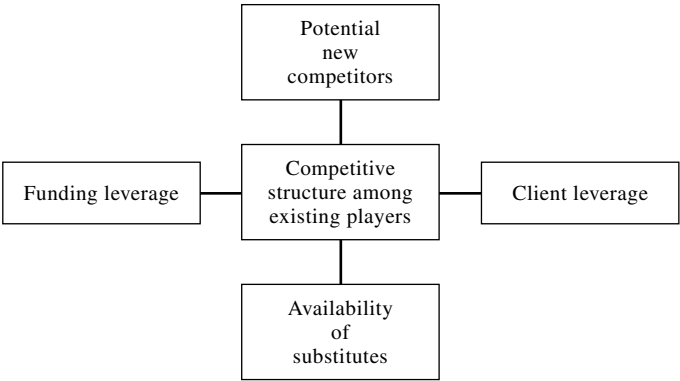 Potential
new
competitors
Funding leverage
Competitive
structure among
existing players
Client leverage
Availability
of
substitutes